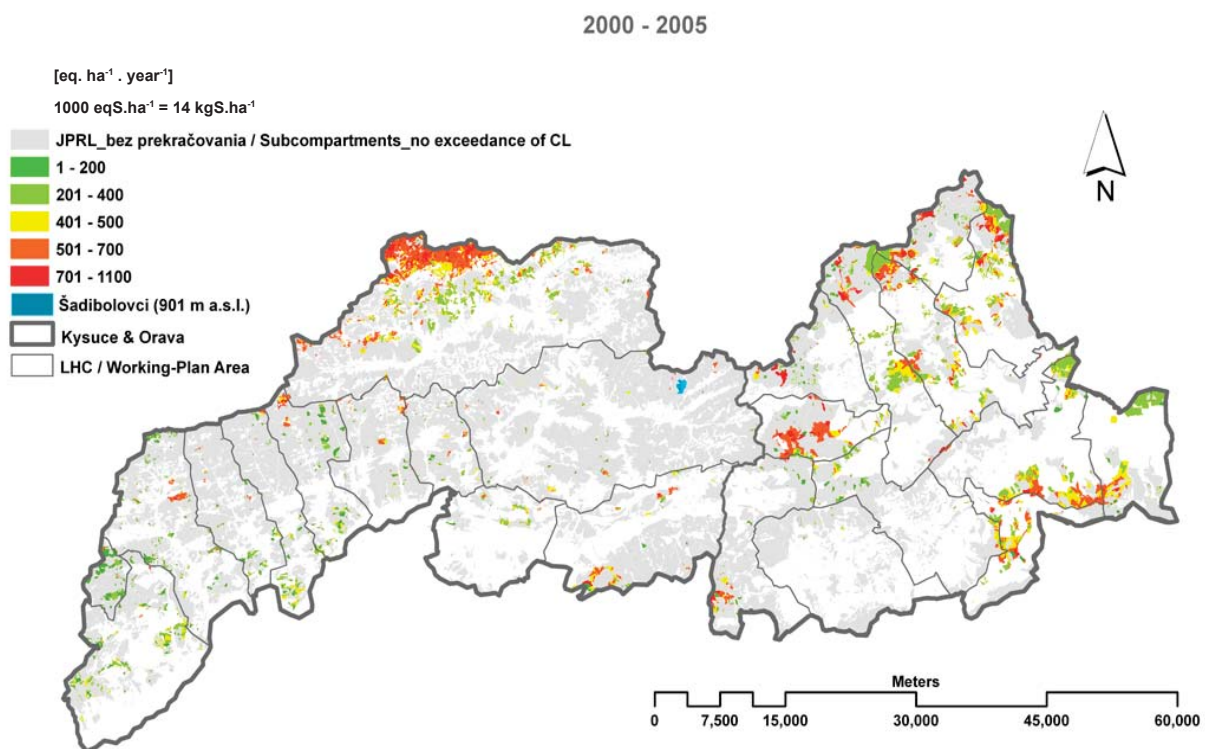 2000 - 2005
[eq. ha⁻¹ . year⁻¹]
1000 eqS.ha⁻¹ = 14 kgS.ha⁻¹
JPRL_bez prekračovania / Subcompartments_no exceedance of CL
1 - 200
201 - 400
401 - 500
501 - 700
701 - 1100
Šadibolovci (901 m a.s.l.)
Kysuce & Orava
LHC / Working-Plan Area
N
Meters
0 7,500 15,000 30,000 45,000 60,000